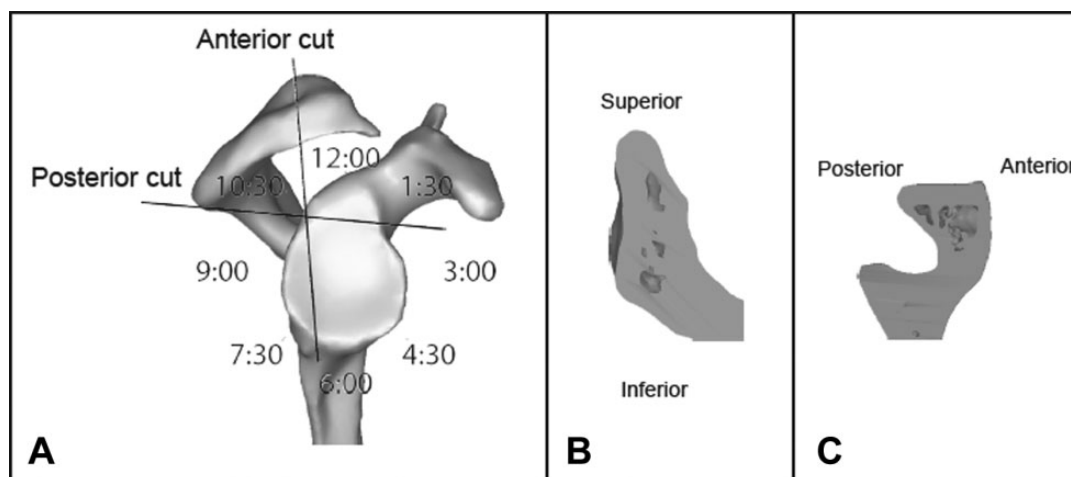 Anterior cut
12:00
Posterior cut
10:30
1:30
9:00
3:00
7:30
4:30
6:00
A
Superior
Inferior
B
Posterior
Anterior
C